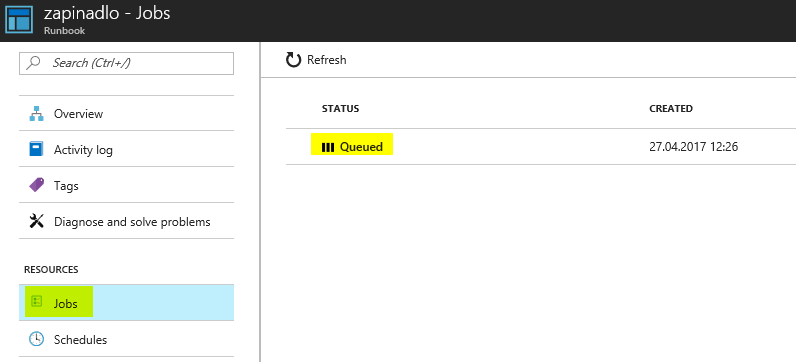 zapinadlo - Jobs
Runbook
Search (Ctrl+/)
Overview
Activity log
Tags
Diagnose and solve problems
RESOURCES
Jobs
Schedules
Refresh
STATUS CREATED
Queued 27.04.2017 12:26